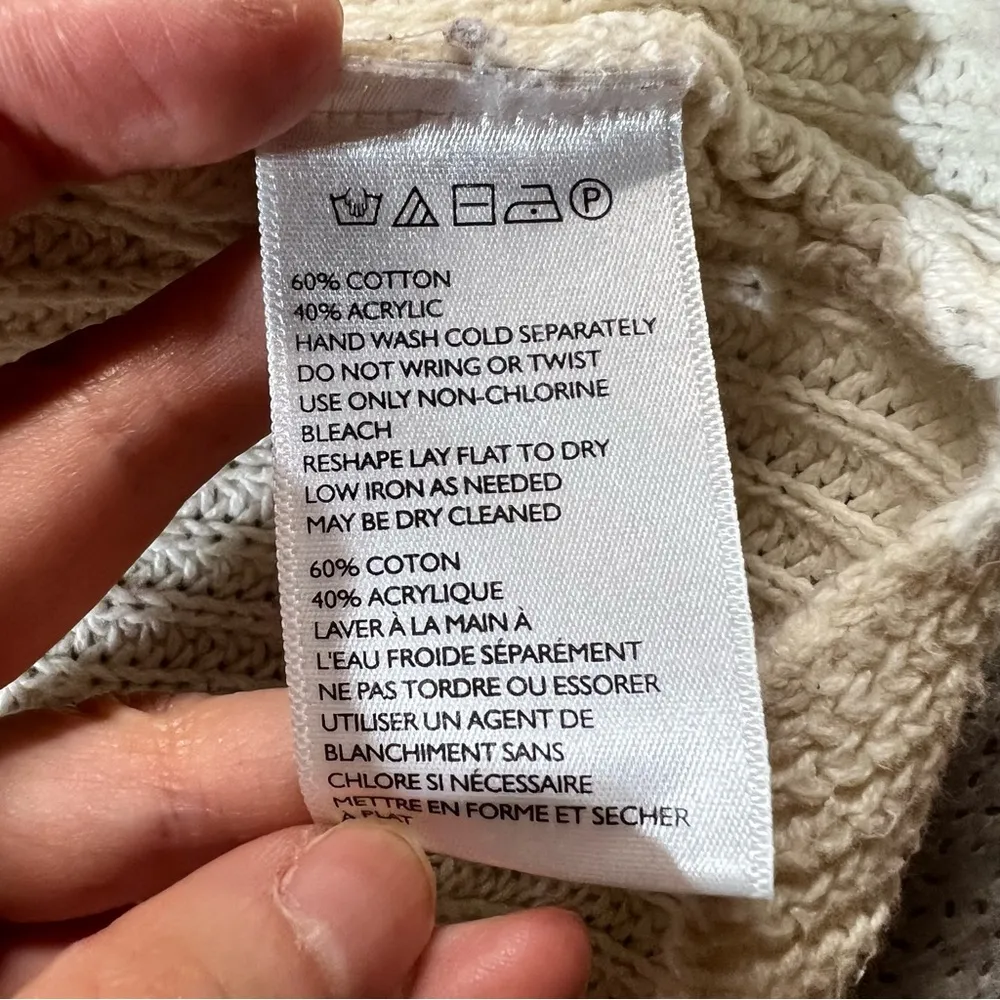 P
60% COTTON
40% ACRYLIC
HAND WASH COLD SEPARATELY
DO NOT WRING OR TWIST
USE ONLY NON-CHLORINE
BLEACH
RESHAPE LAY FLAT TO DRY
LOW IRON AS NEEDED
MAY BE DRY CLEANED
60% COTON
40% ACRYLIQUE
LAVER À LA MAIN À
L'EAU FROIDE SÉPARÉMENT
NE PAS TORDRE OU ESSORER
UTILISER UN AGENT DE
BLANCHIMENT SANS
CHLORE SI NÉCESSAIRE
METTRE EN FORME ET SECHER
À PLAT